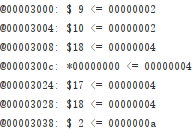 @00003000: $ 9 <= 00000002
@00003004: $10 <= 00000002
@00003008: $18 <= 00000004
@0000300c: *00000000 <= 00000004
@00003024: $17 <= 00000004
@00003028: $18 <= 00000004
@00003038: $ 2 <= 0000000a